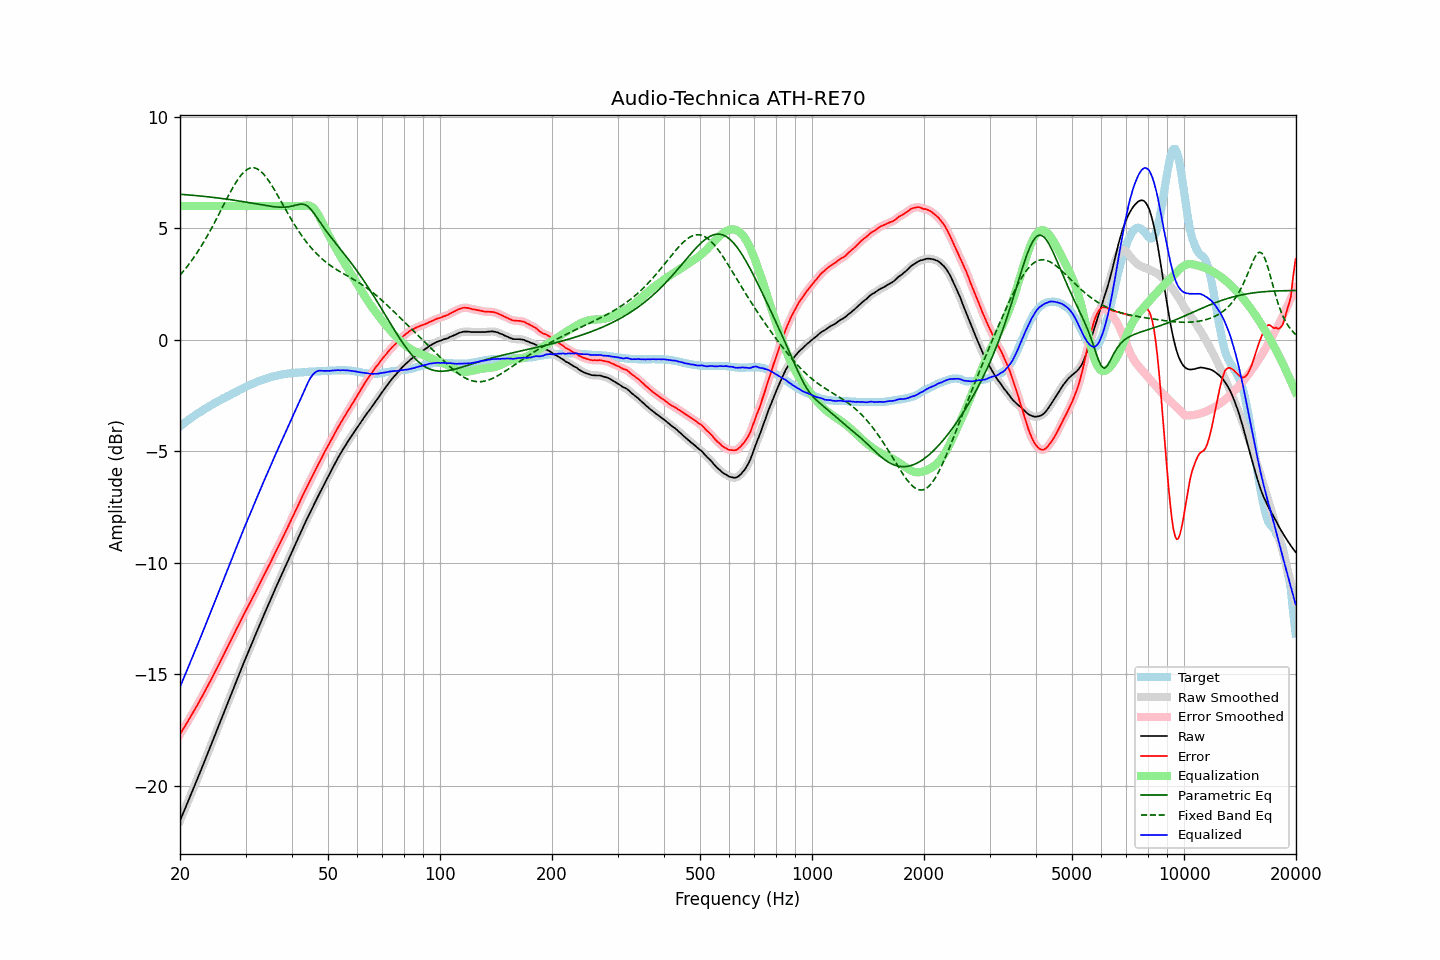 Audio-Technica ATH-RE70
Amplitude (dBr)
10
5
0
−5
−10
−15
−20
20
50
100
200
500
1000
2000
5000
10000
20000
Frequency (Hz)
Target
Raw Smoothed
Error Smoothed
Raw
Error
Equalization
Parametric Eq
Fixed Band Eq
Equalized